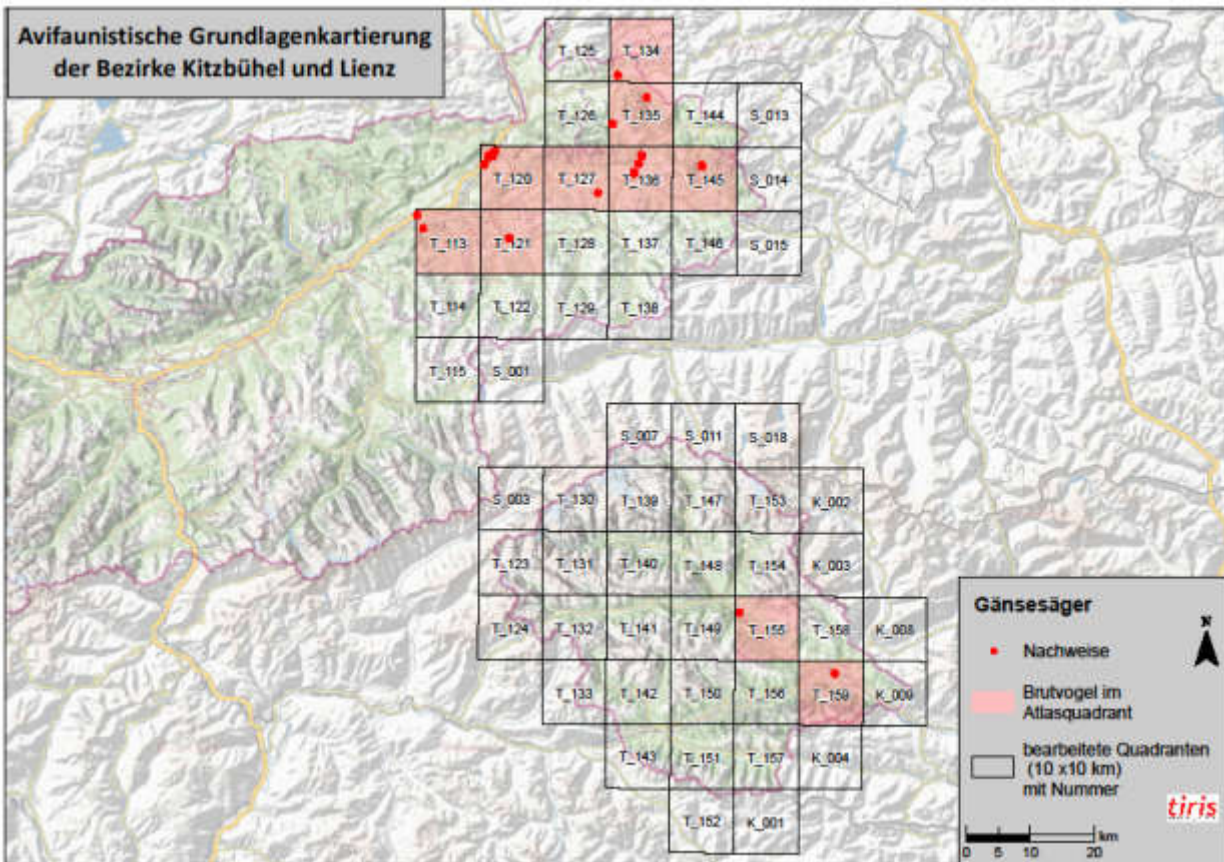 Avifaunistische Grundlagenkartierung
der Bezirke Kitzbühel und Lienz
T_125 T_134
T_126 T_135 T_144 S_013
T_120 T_127 T_136 T_145 S_014
T_113 T_121 T_128 T_137 T_146 S_015
T_114 T_122 T_129 T_138
T_115 S_001
S_007 S_011 S_018
S_003 T_130 T_139 T_147 T_153 K_002
T_123 T_131 T_140 T_148 T_154 K_003
T_124 T_132 T_141 T_149 T_155 T_158 K_008
T_133 T_142 T_150 T_156 T_159 K_009
T_143 T_151 T_157 K_004
T_152 K_001
Gänsesäger
N
Nachweise
Brutvogel im
Atlasquadrant
bearbeitete Quadranten
(10 x10 km)
mit Nummer
tiris
km
0 5 10 20